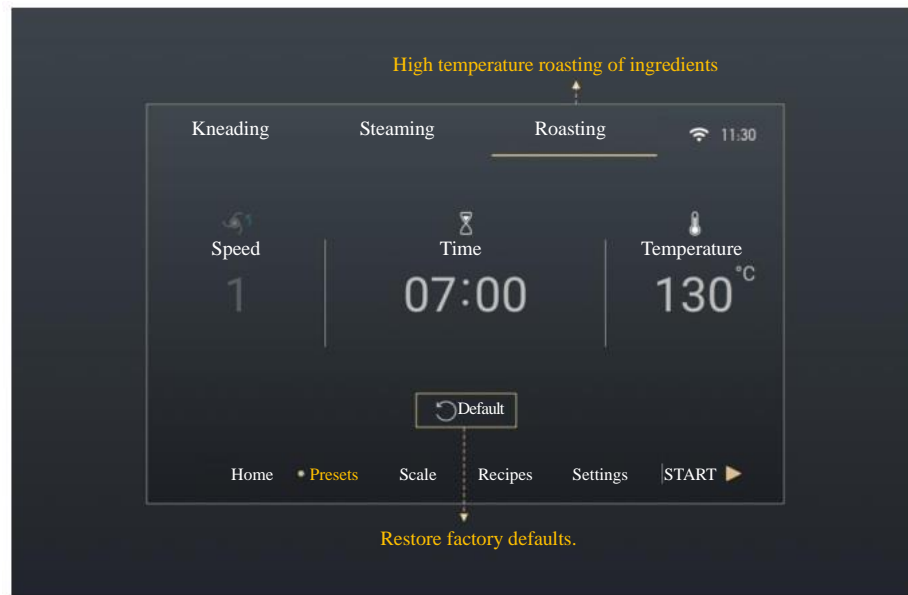 High temperature roasting of ingredients
Kneading Steaming Roasting 11:30
Speed Time Temperature
1 07:00 130 °C
Default
Home Presets Scale Recipes Settings START
Restore factory defaults.